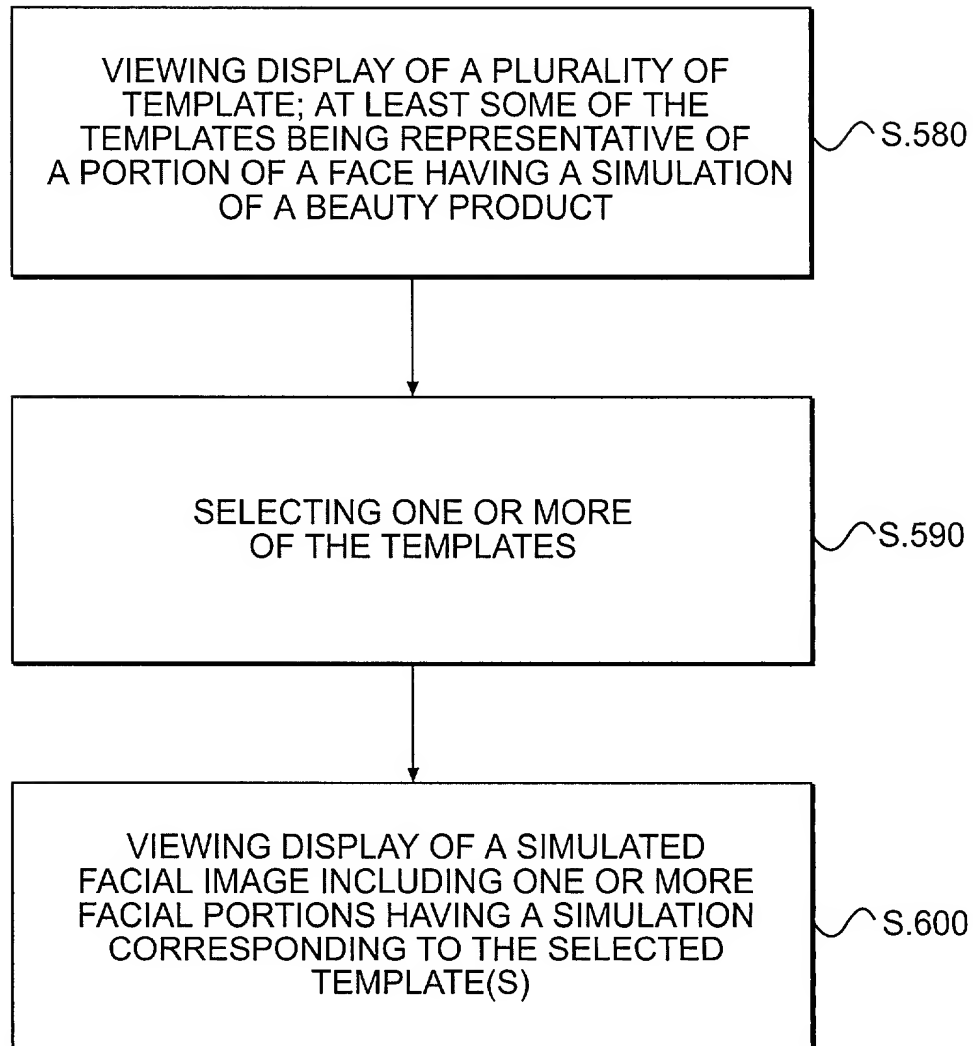 VIEWING DISPLAY OF A PLURALITY OF
TEMPLATE; AT LEAST SOME OF THE
TEMPLATES BEING REPRESENTATIVE OF
A PORTION OF A FACE HAVING A SIMULATION
OF A BEAUTY PRODUCT
S.580
SELECTING ONE OR MORE
OF THE TEMPLATES
S.590
VIEWING DISPLAY OF A SIMULATED
FACIAL IMAGE INCLUDING ONE OR MORE
FACIAL PORTIONS HAVING A SIMULATION
CORRESPONDING TO THE SELECTED
TEMPLATE(S)
S.600